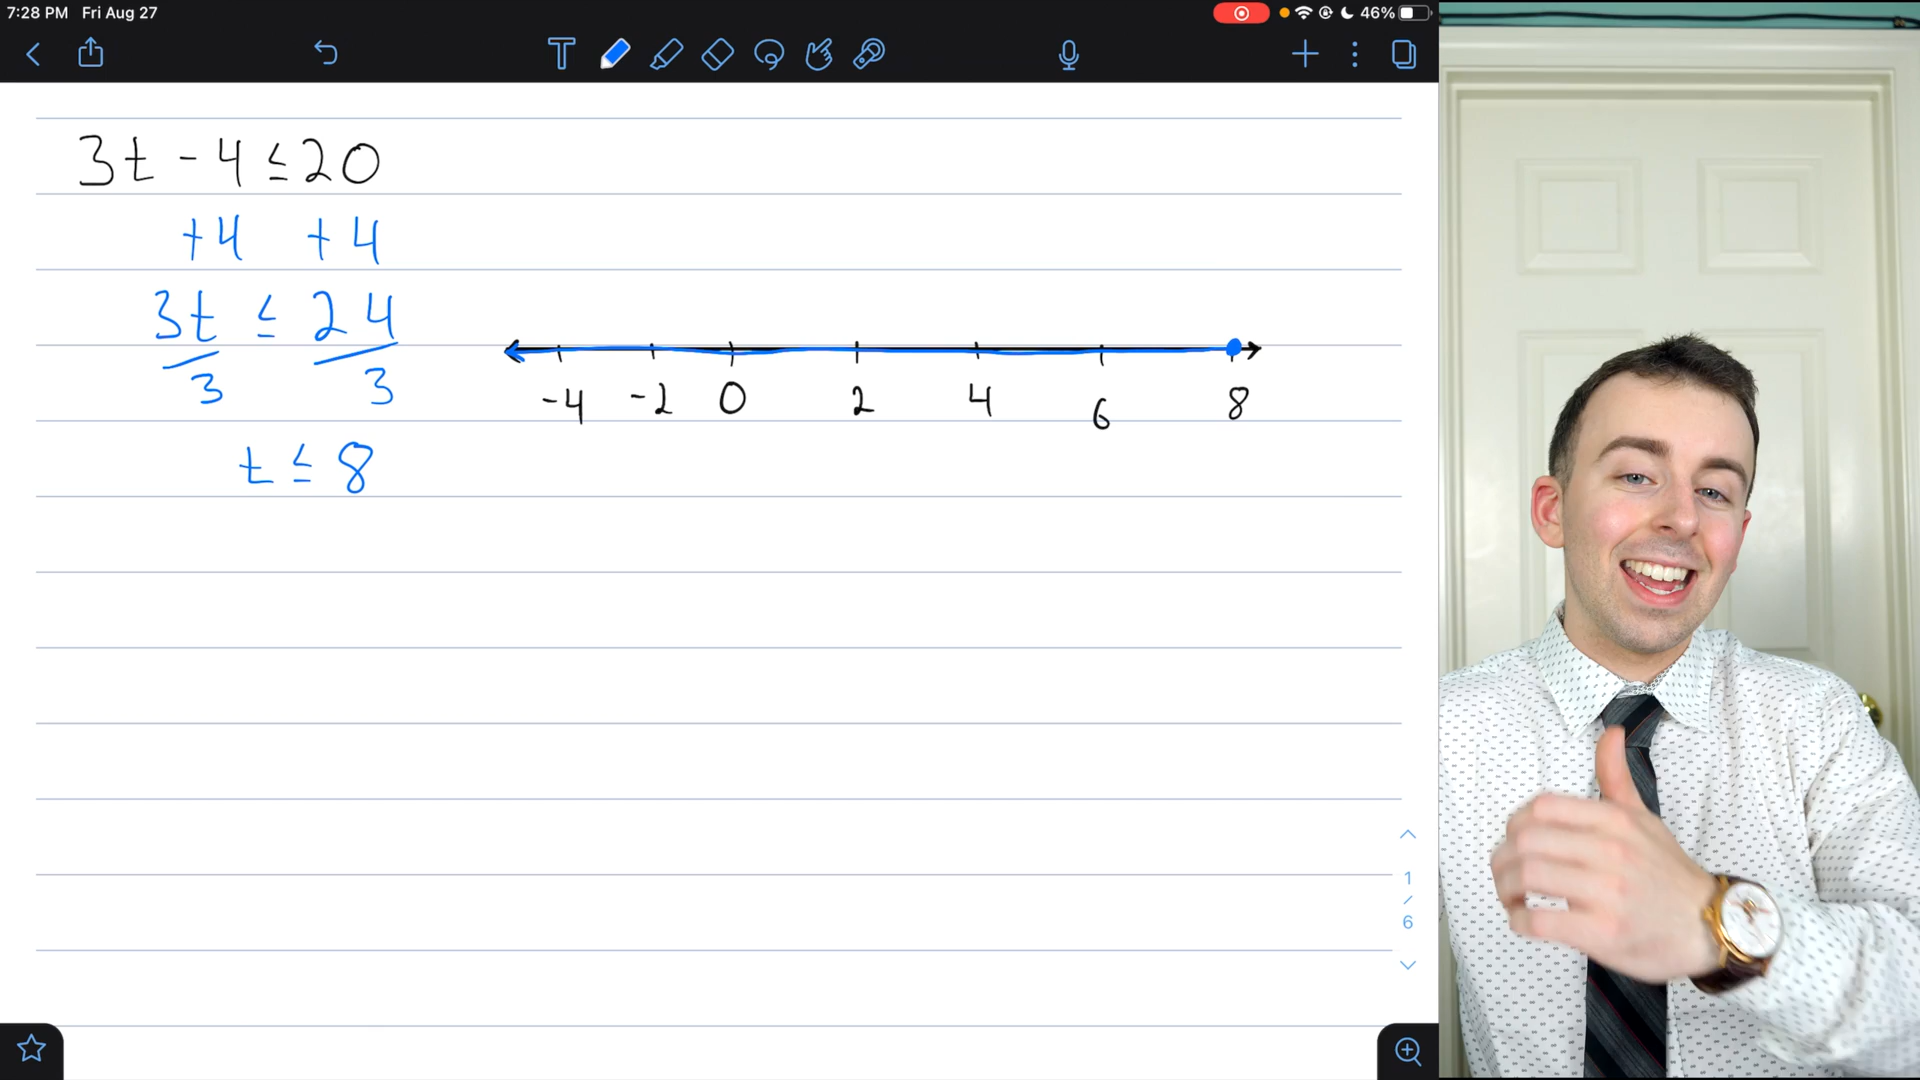 7:28 PM Fri Aug 27
46%
3t - 4 ≤ 20
+4 +4
3t ≤ 24
3 3
t ≤ 8
-4 -2 0 2 4 6 8
1
/
6